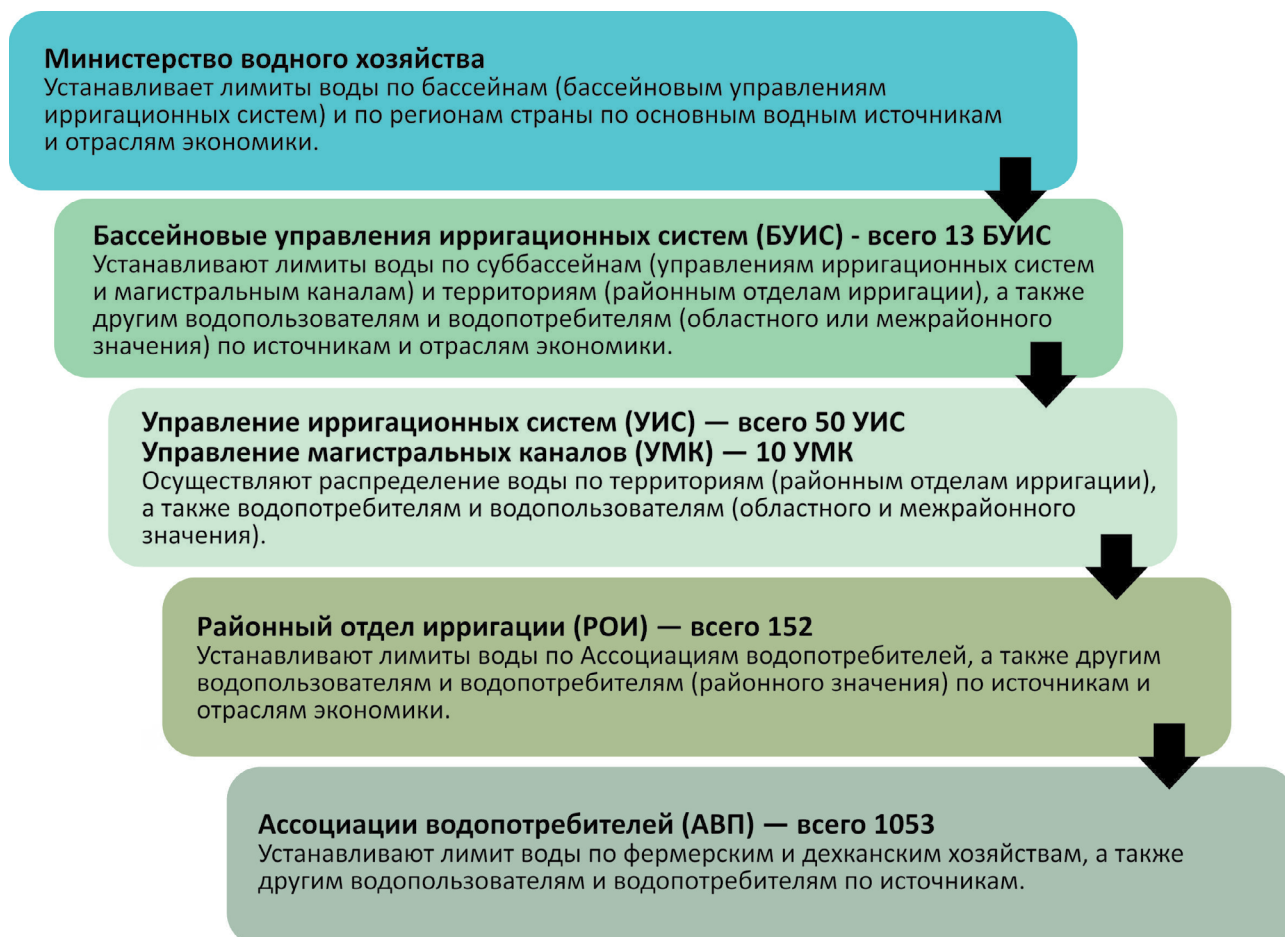 Министерство водного хозяйства
Устанавливает лимиты воды по бассейнам (бассейновым управлениям
ирригационных систем) и по регионам страны по основным водным источникам
и отраслям экономики.
Бассейновые управления ирригационных систем (БУИС) - всего 13 БУИС
Устанавливают лимиты воды по суббассейнам (управлениям ирригационных систем
и магистральным каналам) и территориям (районным отделам ирригации), а также
другим водопользователям и водопотребителям (областного или межрайонного
значения) по источникам и отраслям экономики.
Управление ирригационных систем (УИС) — всего 50 УИС
Управление магистральных каналов (УМК) — 10 УМК
Осуществляют распределение воды по территориям (районным отделам ирригации),
а также водопотребителям и водопользователям (областного и межрайонного
значения).
Районный отдел ирригации (РОИ) — всего 152
Устанавливают лимиты воды по Ассоциациям водопотребителей, а также другим
водопользователям и водопотребителям (районного значения) по источникам и
отраслям экономики.
Ассоциации водопотребителей (АВП) — всего 1053
Устанавливают лимит воды по фермерским и дехканским хозяйствам, а также
другим водопользователям и водопотребителям по источникам.